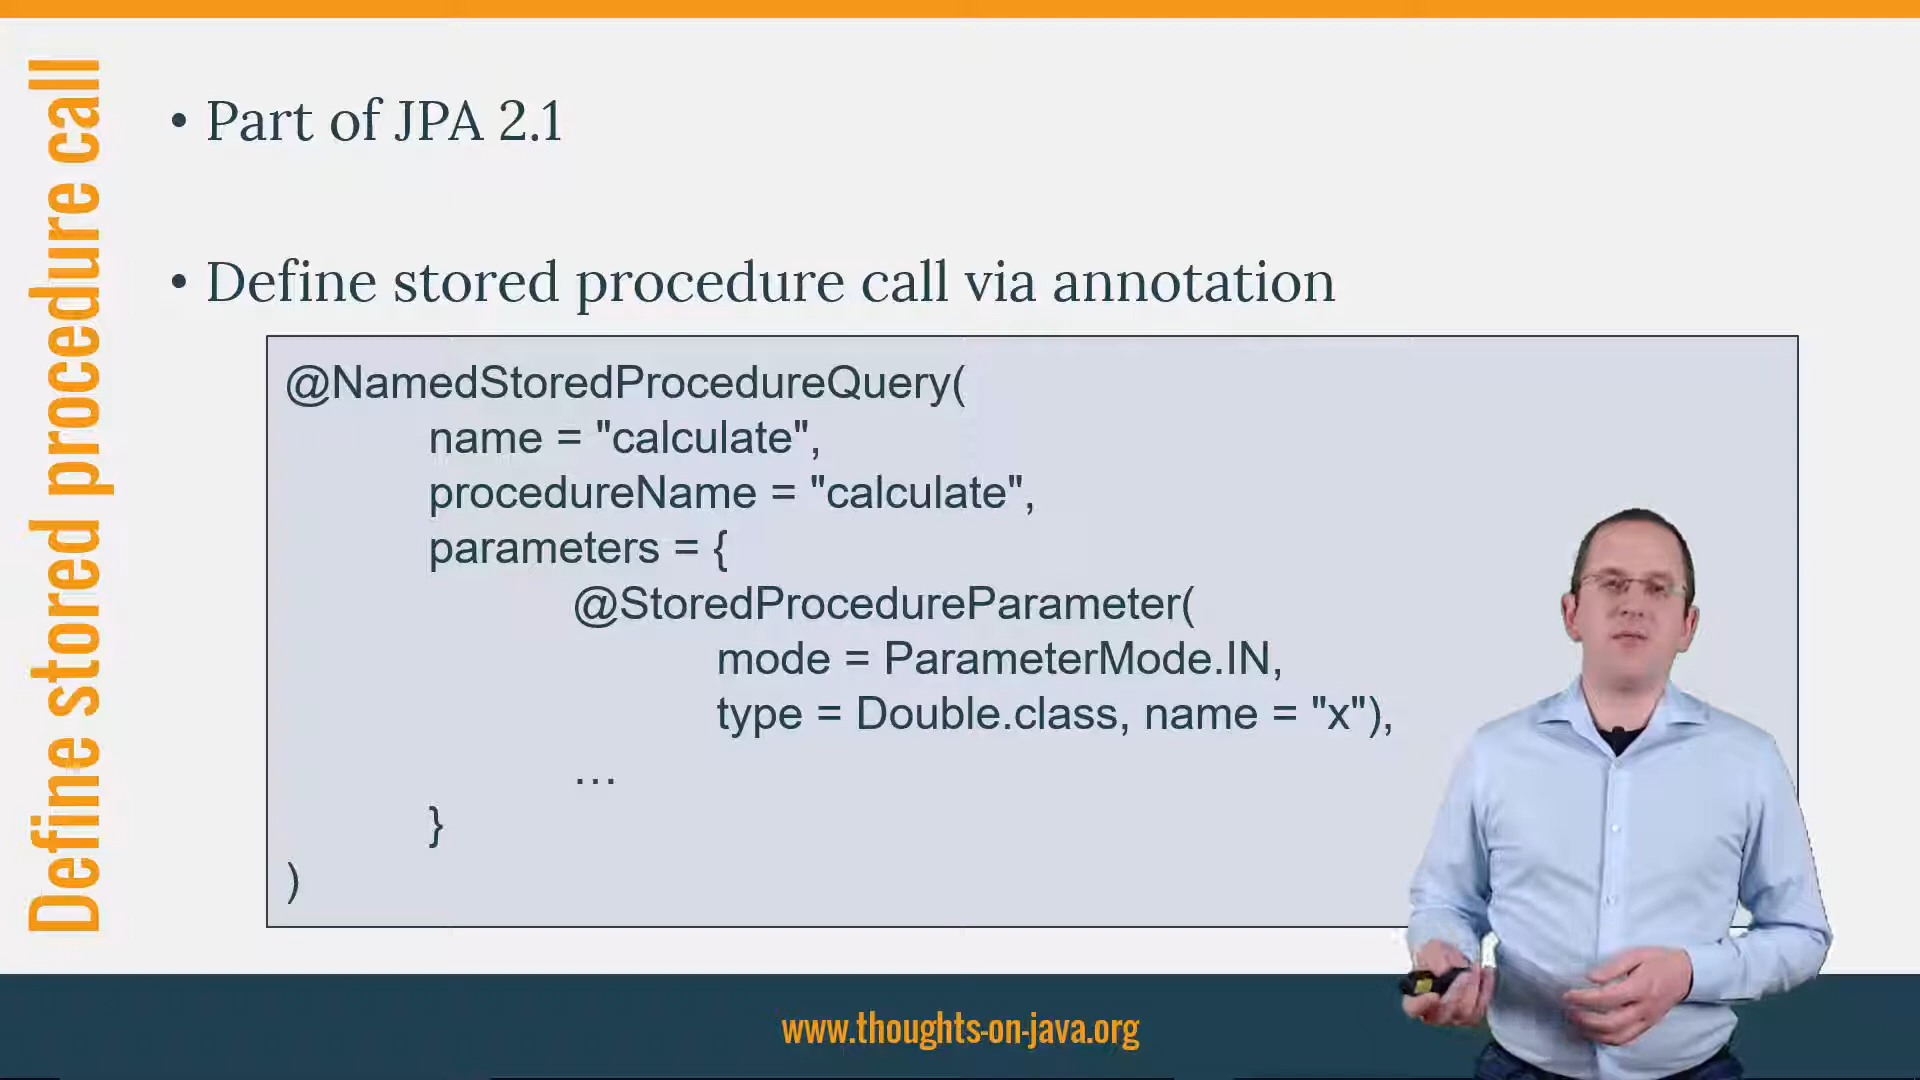 Define stored procedure call
• Part of JPA 2.1
• Define stored procedure call via annotation
@NamedStoredProcedureQuery(
name = "calculate",
procedureName = "calculate",
parameters = {
@StoredProcedureParameter(
mode = ParameterMode.IN,
type = Double.class, name = "x"),
…
}
)
www.thoughts-on-java.org